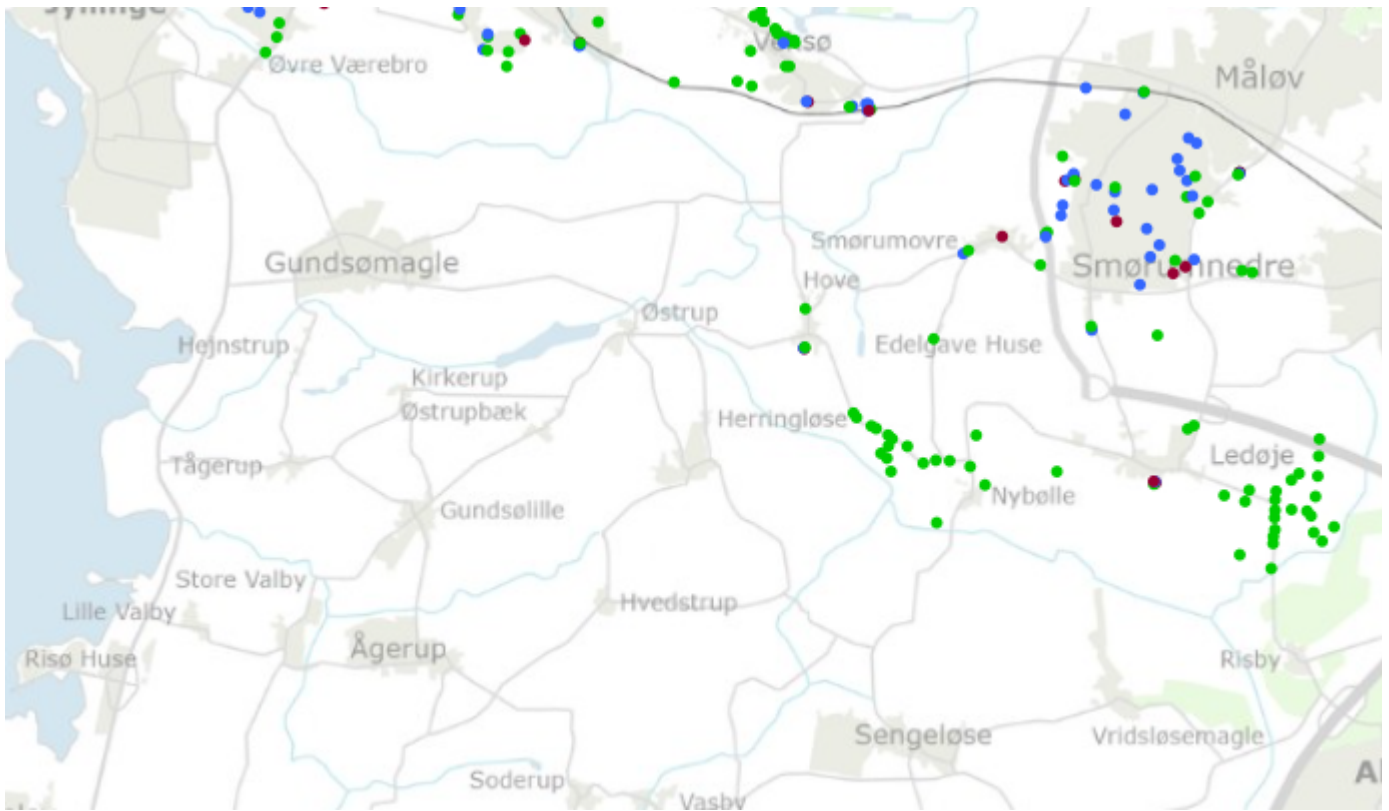 Øvre Værebro
Måløv
Smørumovre
Gundsømagle
Smørumnedre
Hove
Østrup
Hejnstrup
Edelgave Huse
Kirkerup
Østrupbæk
Herringløse
Ledøje
Tågerup
Nybølle
Gundsølille
Store Valby
Hvedstrup
Lille Valby
Ågerup
Risø Huse
Risby
Sengeløse
Vridsløsemagle
Soderup
Vasby